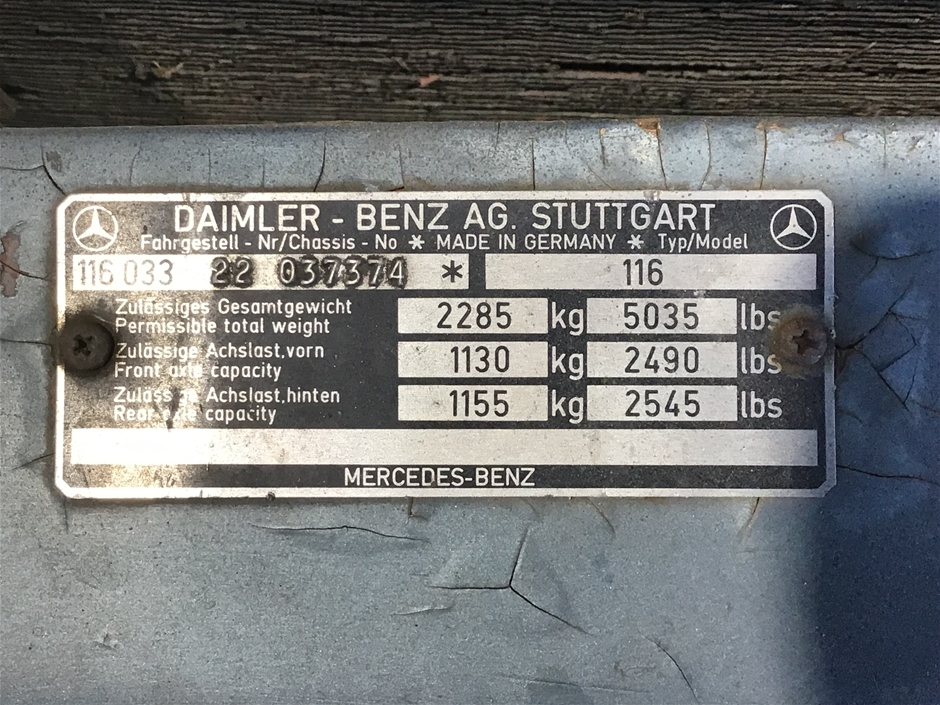 DAIMLER - BENZ AG. STUTTGART
Fahrgestell - Nr/Chassis - No * MADE IN GERMANY * Typ/Model
116 033 22 037374 * 116
Zulässiges Gesamtgewicht
Permissible total weight
2285 kg 5035 lbs
Zulässige Achslast,vorn
Front axle capacity
1130 kg 2490 lbs
Achslast,hinten
Rear capacity
1155 kg 2545 lbs
MERCEDES-BENZ